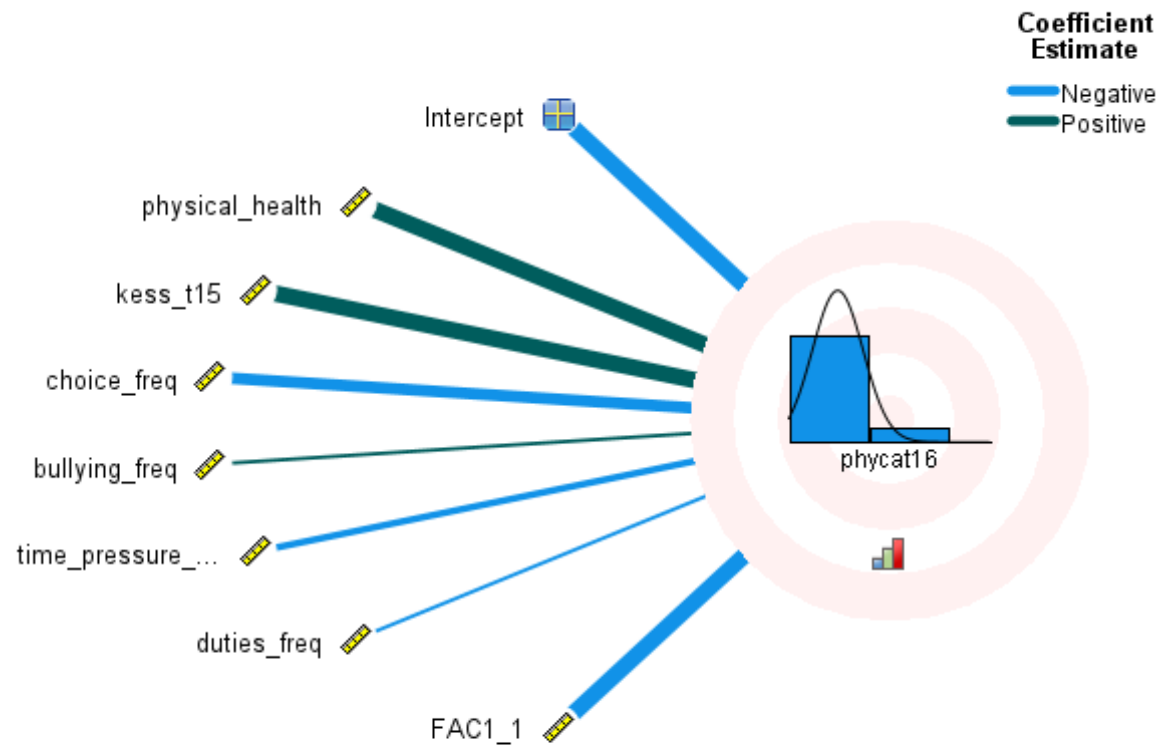 Coefficient
Estimate
Negative
Positive
Intercept
physical_health
kess_t15
choice_freq
bullying_freq
time_pressure_...
duties_freq
FAC1_1
phycat16